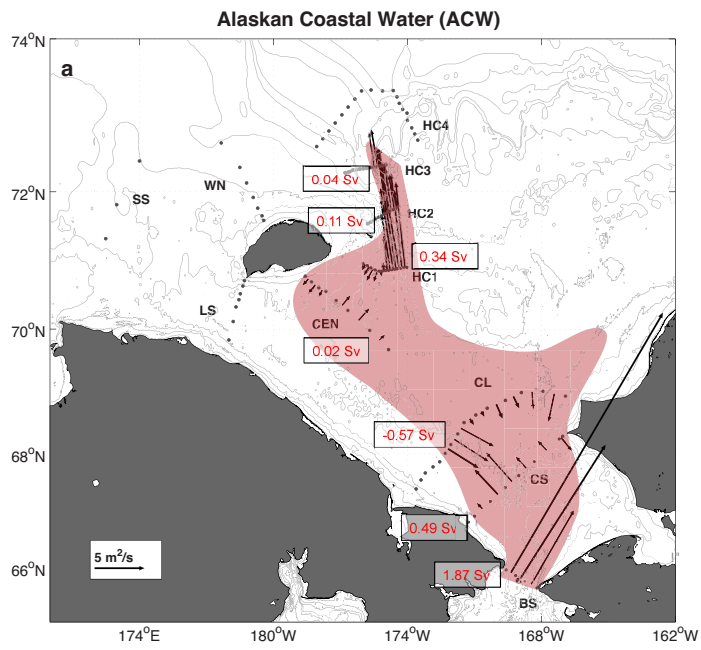 Alaskan Coastal Water (ACW)
74°N
a
HC4
HC3
0.04 Sv
WN
72°N
SS
HC2
0.11 Sv
0.34 Sv
HC1
LS
CEN
70°N
0.02 Sv
CL
-0.57 Sv
68°N
CS
0.49 Sv
5 m²/s
66°N
1.87 Sv
BS
174°E
180°W
174°W
168°W
162°W